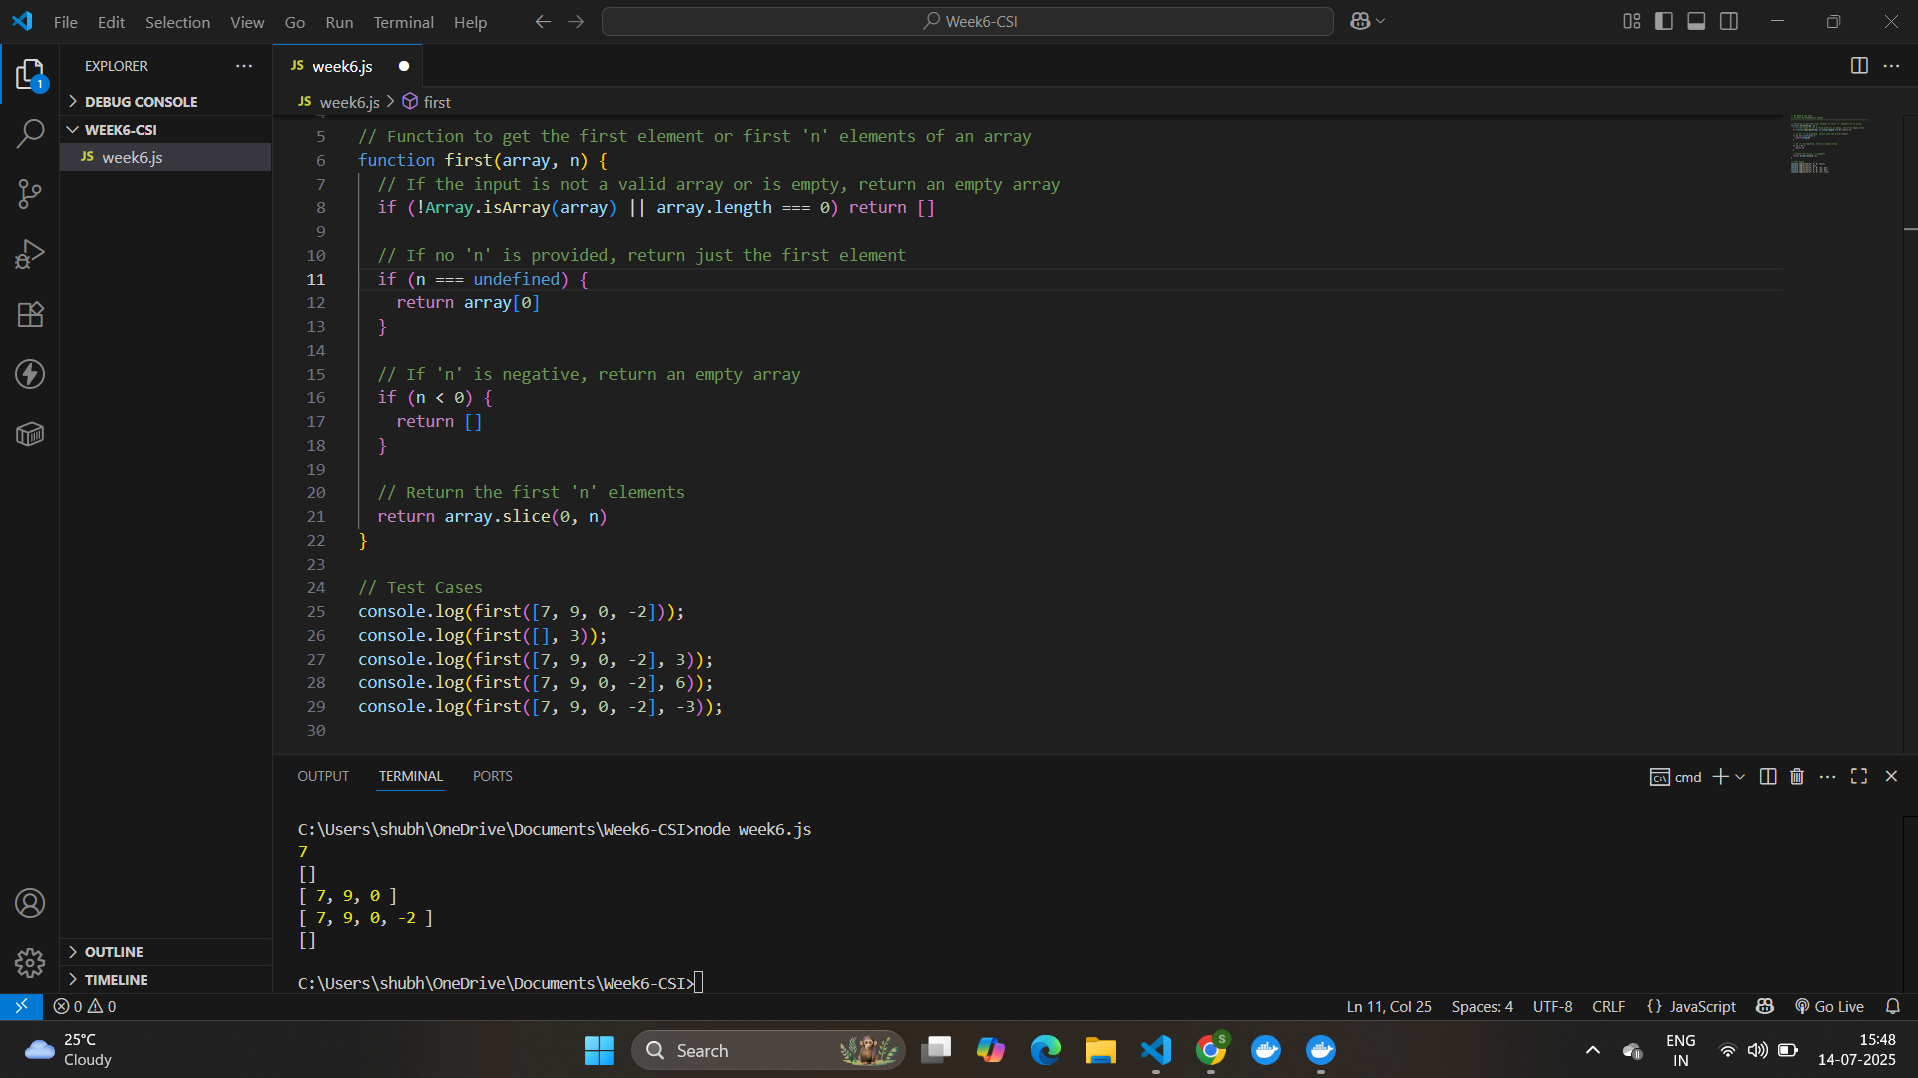 File Edit Selection View Go Run Terminal Help
Week6-CSI
EXPLORER
1
DEBUG CONSOLE
WEEK6-CSI
JS week6.js
OUTLINE
TIMELINE
JS week6.js
JS week6.js > first
5 // Function to get the first element or first 'n' elements of an array
6 function first(array, n) {
7 // If the input is not a valid array or is empty, return an empty array
8 if (!Array.isArray(array) || array.length === 0) return []
9
10 // If no 'n' is provided, return just the first element
11 if (n === undefined) {
12 return array[0]
13 }
14
15 // If 'n' is negative, return an empty array
16 if (n < 0) {
17 return []
18 }
19
20 // Return the first 'n' elements
21 return array.slice(0, n)
22 }
23
24 // Test Cases
25 console.log(first([7, 9, 0, -2]));
26 console.log(first([], 3));
27 console.log(first([7, 9, 0, -2], 3));
28 console.log(first([7, 9, 0, -2], 6));
29 console.log(first([7, 9, 0, -2], -3));
30
OUTPUT TERMINAL PORTS
cmd
C:\Users\shubh\OneDrive\Documents\Week6-CSI>node week6.js
7
[]
[ 7, 9, 0 ]
[ 7, 9, 0, -2 ]
[]
C:\Users\shubh\OneDrive\Documents\Week6-CSI>
0 0
Ln 11, Col 25 Spaces: 4 UTF-8 CRLF {} JavaScript Go Live
25°C
Cloudy
Search
S
ENG
IN
15:48
14-07-2025